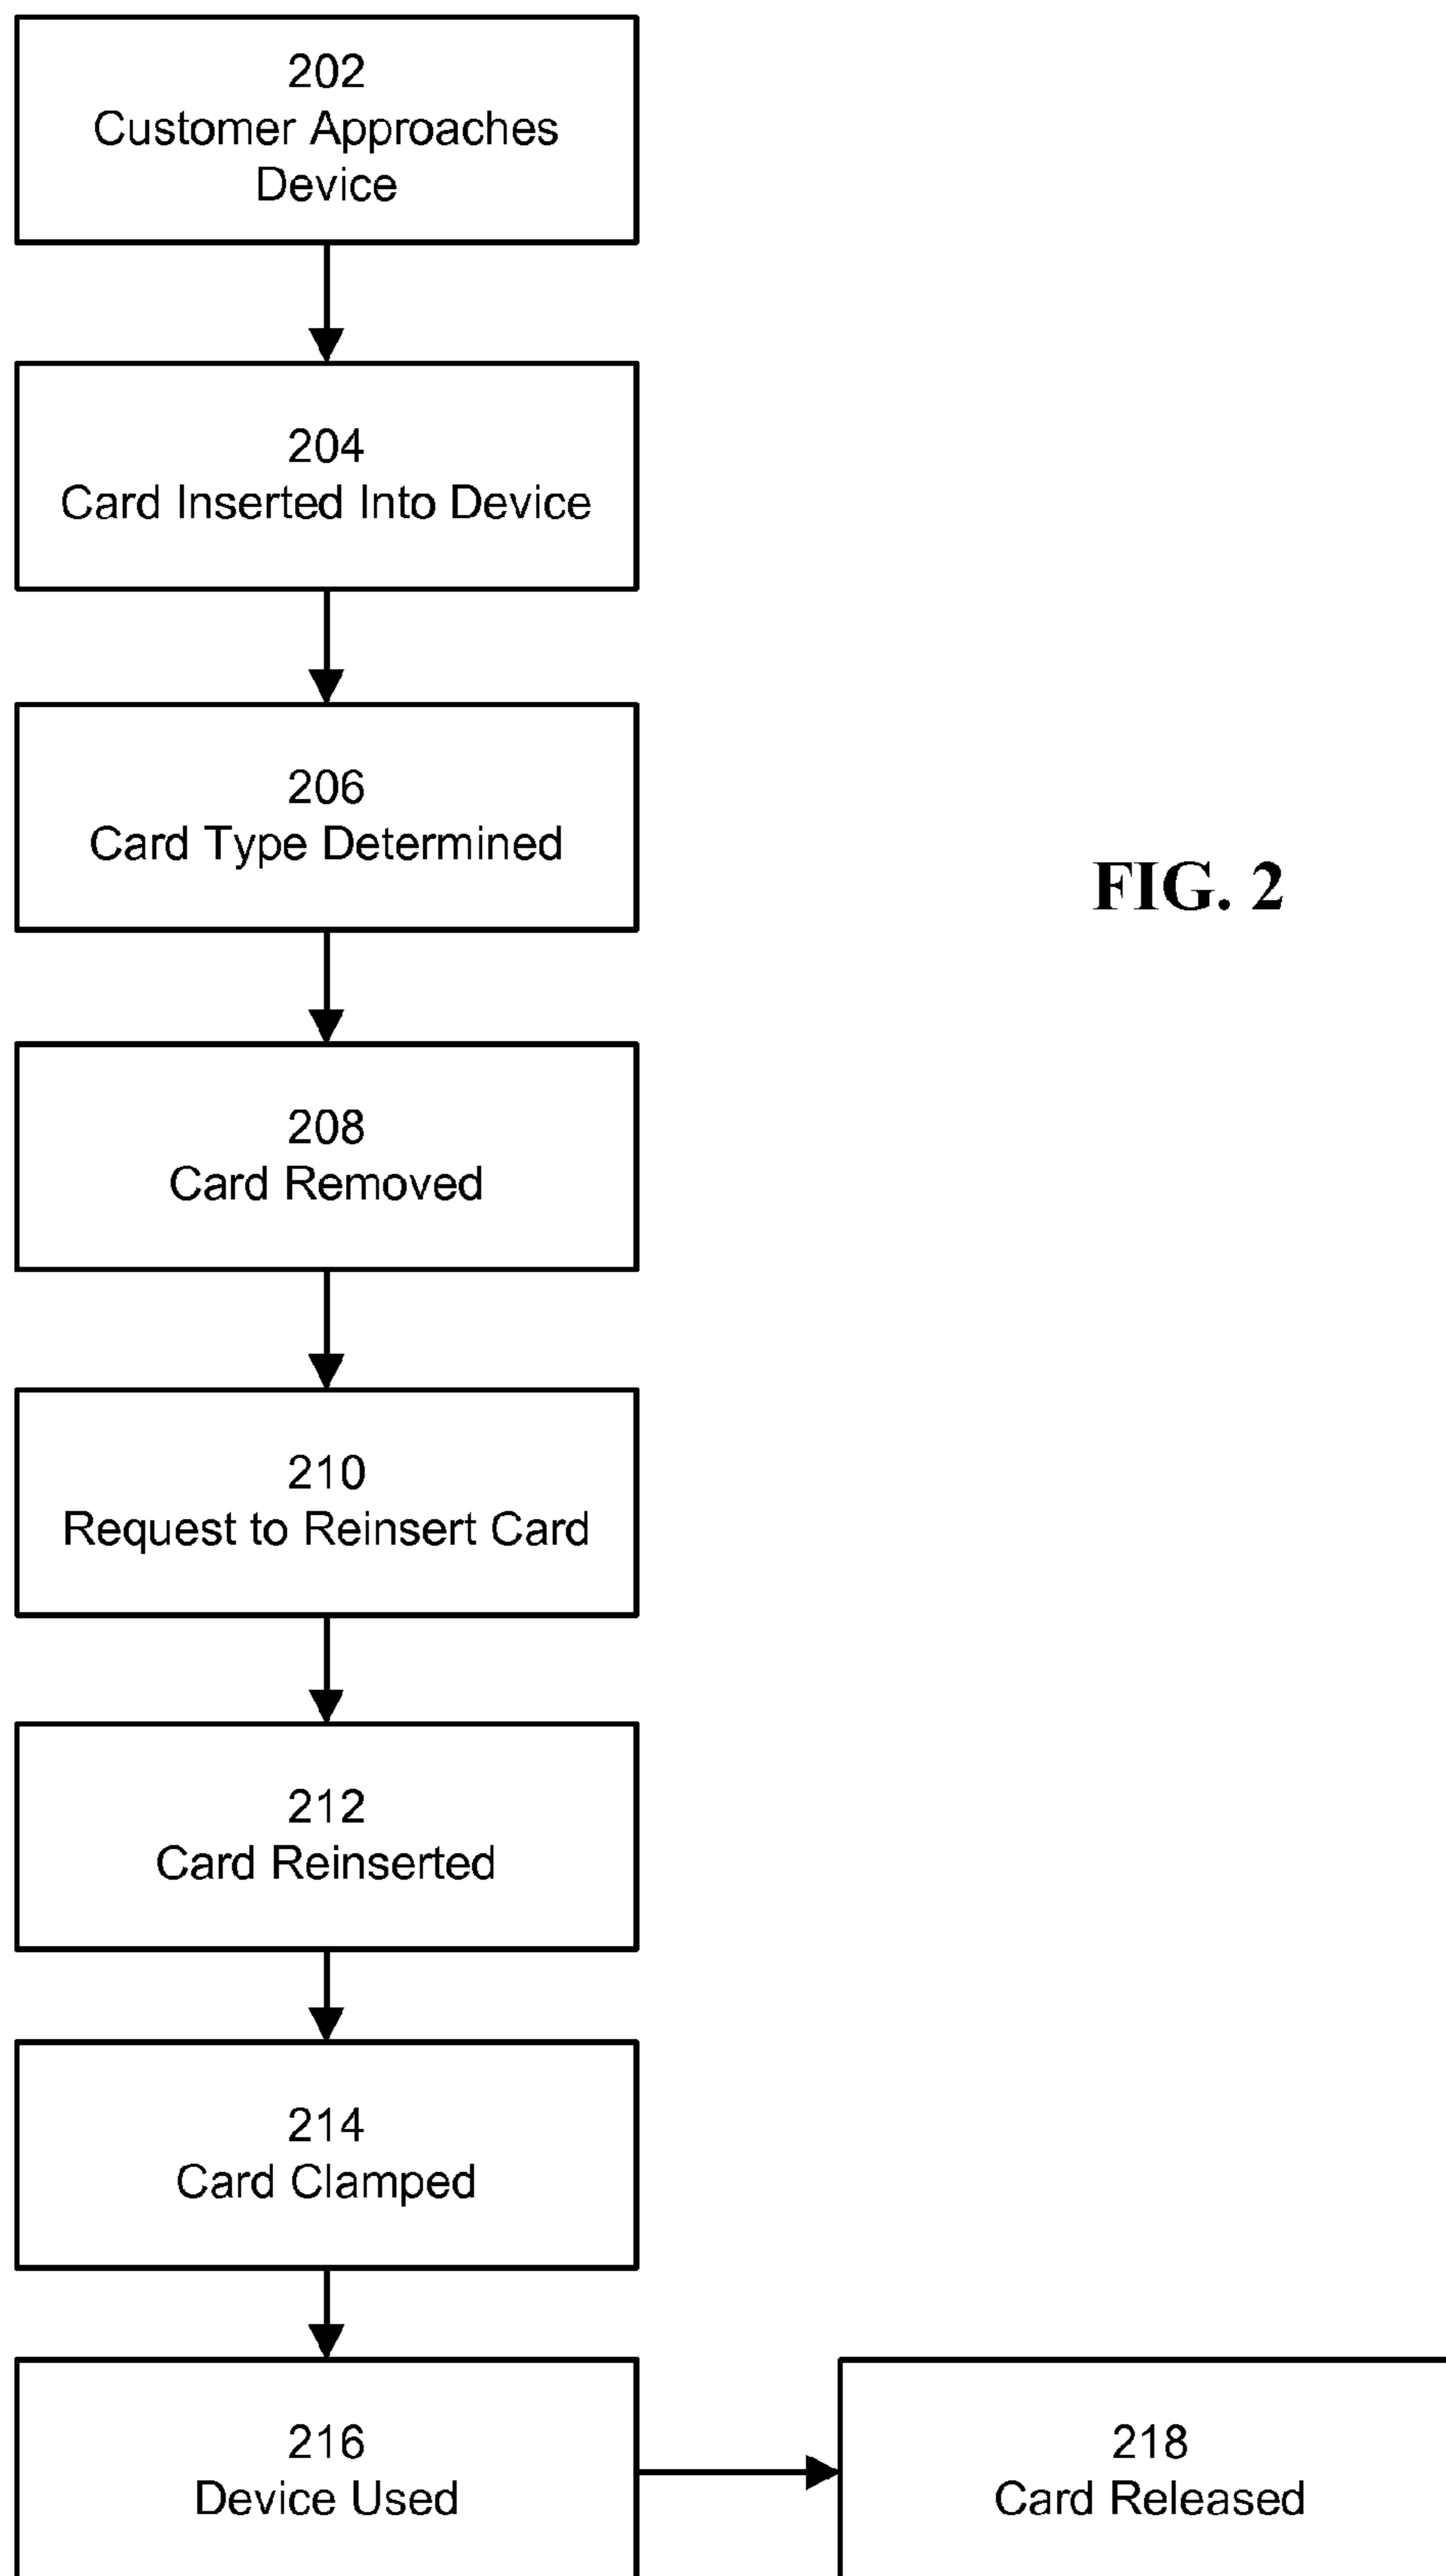 202
Customer Approaches
Device
204
Card Inserted Into Device
206
Card Type Determined
FIG. 2
208
Card Removed
210
Request to Reinsert Card
212
Card Reinserted
214
Card Clamped
216
Device Used
218
Card Released